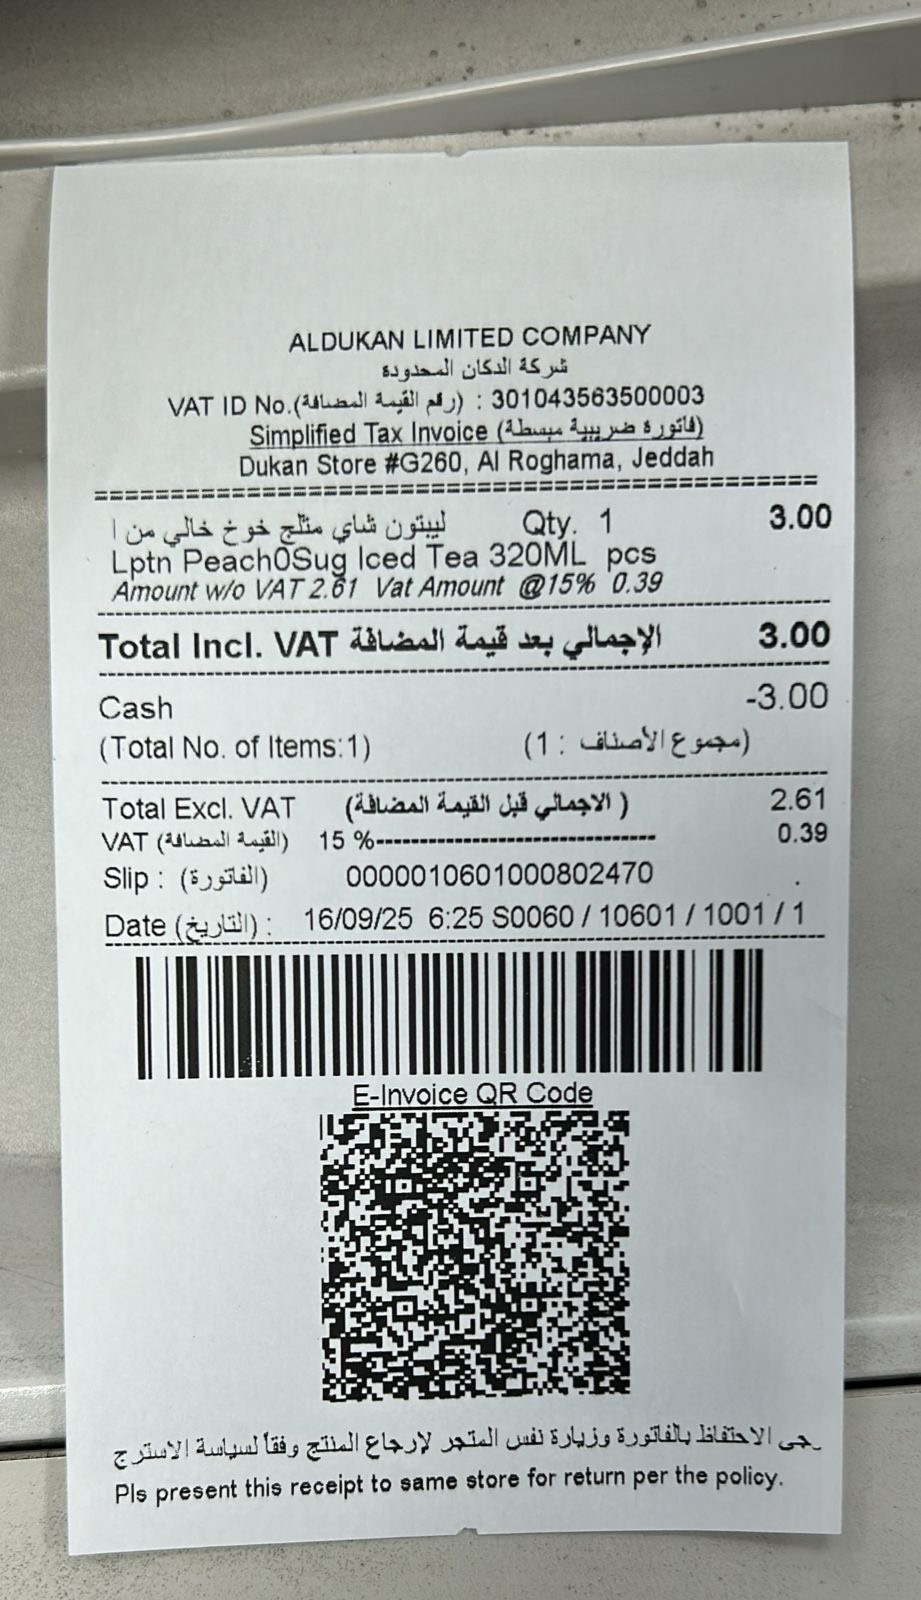 ALDUKAN LIMITED COMPANY
شركة الدكان المحدودة
VAT ID No.(رقم القيمة المضافة) : 301043563500003
Simplified Tax Invoice (فاتورة ضريبية مبسطة)
Dukan Store #G260, Al Roghama, Jeddah
ليبتون شاي مثلج خوخ خالي من ا Qty. 1 3.00
Lptn Peach0Sug Iced Tea 320ML pcs
Amount w/o VAT 2.61 Vat Amount @15% 0.39
Total Incl. VAT الإجمالي بعد قيمة المضافة 3.00
Cash -3.00
(Total No. of Items:1) (مجموع الأصناف : 1)
Total Excl. VAT (الاجمالي قبل القيمة المضافة ) 2.61
VAT (القيمة المضافة) 15 %------------------------------- 0.39
Slip : (الفاتورة) 0000010601000802470
Date (التاريخ) : 16/09/25 6:25 S0060 / 10601 / 1001 / 1
E-Invoice QR Code
الاحتفاظ بالفاتورة وزيارة نفس المتجر لإرجاع المنتج وفقاً لسياسة الاسترج
Pls present this receipt to same store for return per the policy.